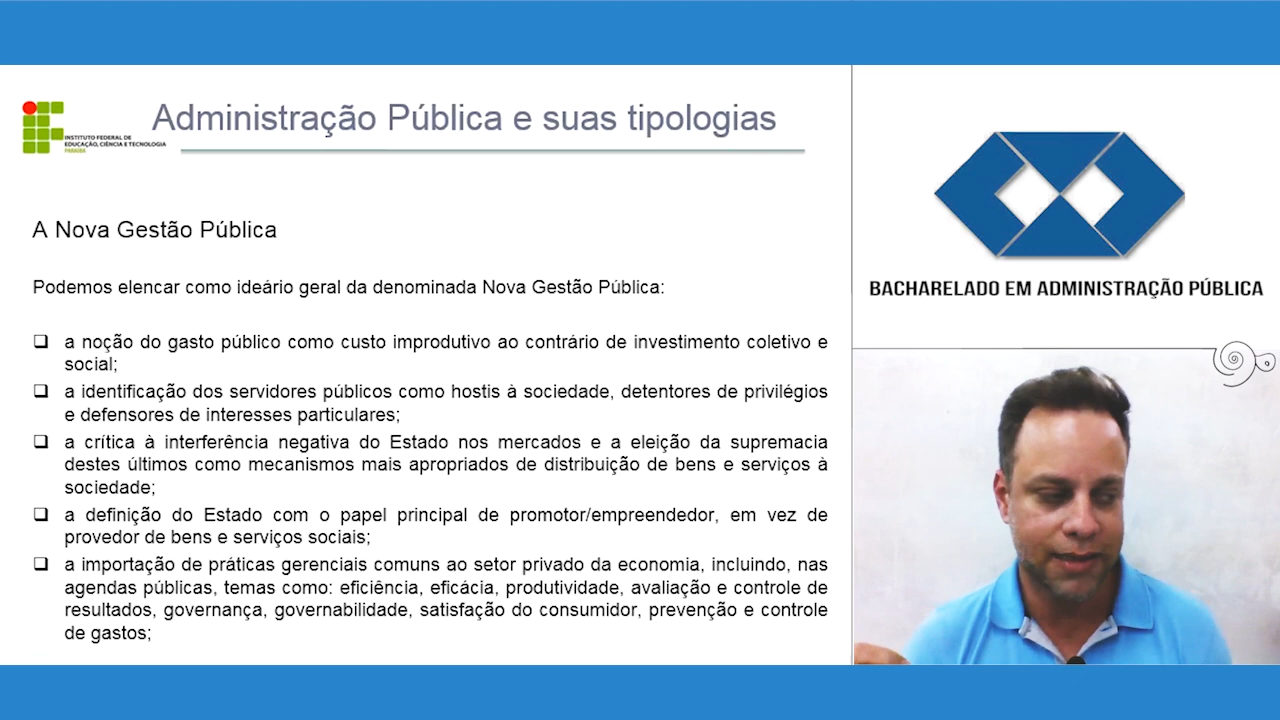 Administração Pública e suas tipologias
INSTITUTO FEDERAL DE
EDUCAÇÃO, CIÊNCIA E TECNOLOGIA
PARAÍBA
A Nova Gestão Pública
Podemos elencar como ideário geral da denominada Nova Gestão Pública:
a noção do gasto público como custo improdutivo ao contrário de investimento coletivo e
social;
a identificação dos servidores públicos como hostis à sociedade, detentores de privilégios
e defensores de interesses particulares;
a crítica à interferência negativa do Estado nos mercados e a eleição da supremacia
destes últimos como mecanismos mais apropriados de distribuição de bens e serviços à
sociedade;
a definição do Estado com o papel principal de promotor/empreendedor, em vez de
provedor de bens e serviços sociais;
a importação de práticas gerenciais comuns ao setor privado da economia, incluindo, nas
agendas públicas, temas como: eficiência, eficácia, produtividade, avaliação e controle de
resultados, governança, governabilidade, satisfação do consumidor, prevenção e controle
de gastos;
BACHARELADO EM ADMINISTRAÇÃO PÚBLICA